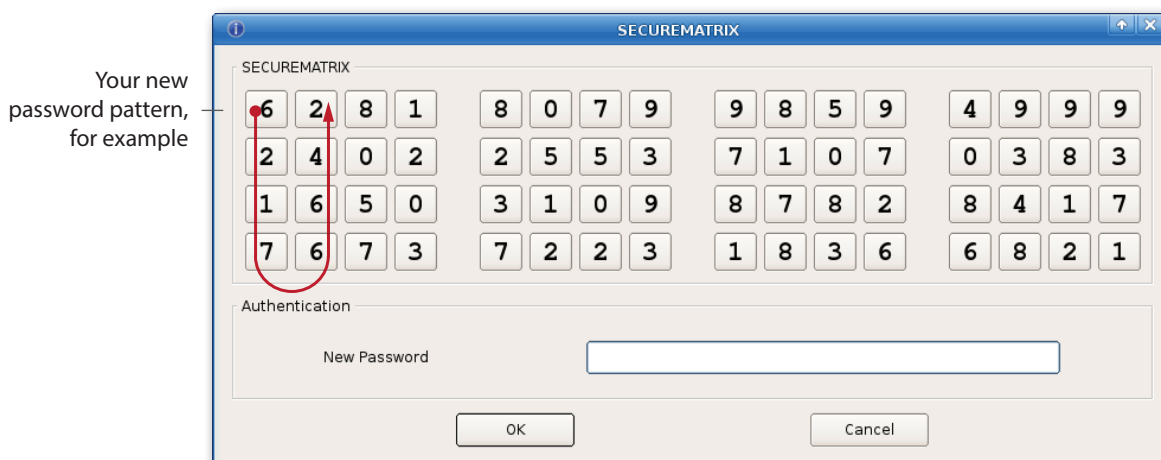 SECUREMATRIX
Your new
password pattern,
for example
SECUREMATRIX
6 2 8 1 8 0 7 9 9 8 5 9 4 9 9 9
2 4 0 2 2 5 5 3 7 1 0 7 0 3 8 3
1 6 5 0 3 1 0 9 8 7 8 2 8 4 1 7
7 6 7 3 7 2 2 3 1 8 3 6 6 8 2 1
Authentication
New Password
OK Cancel